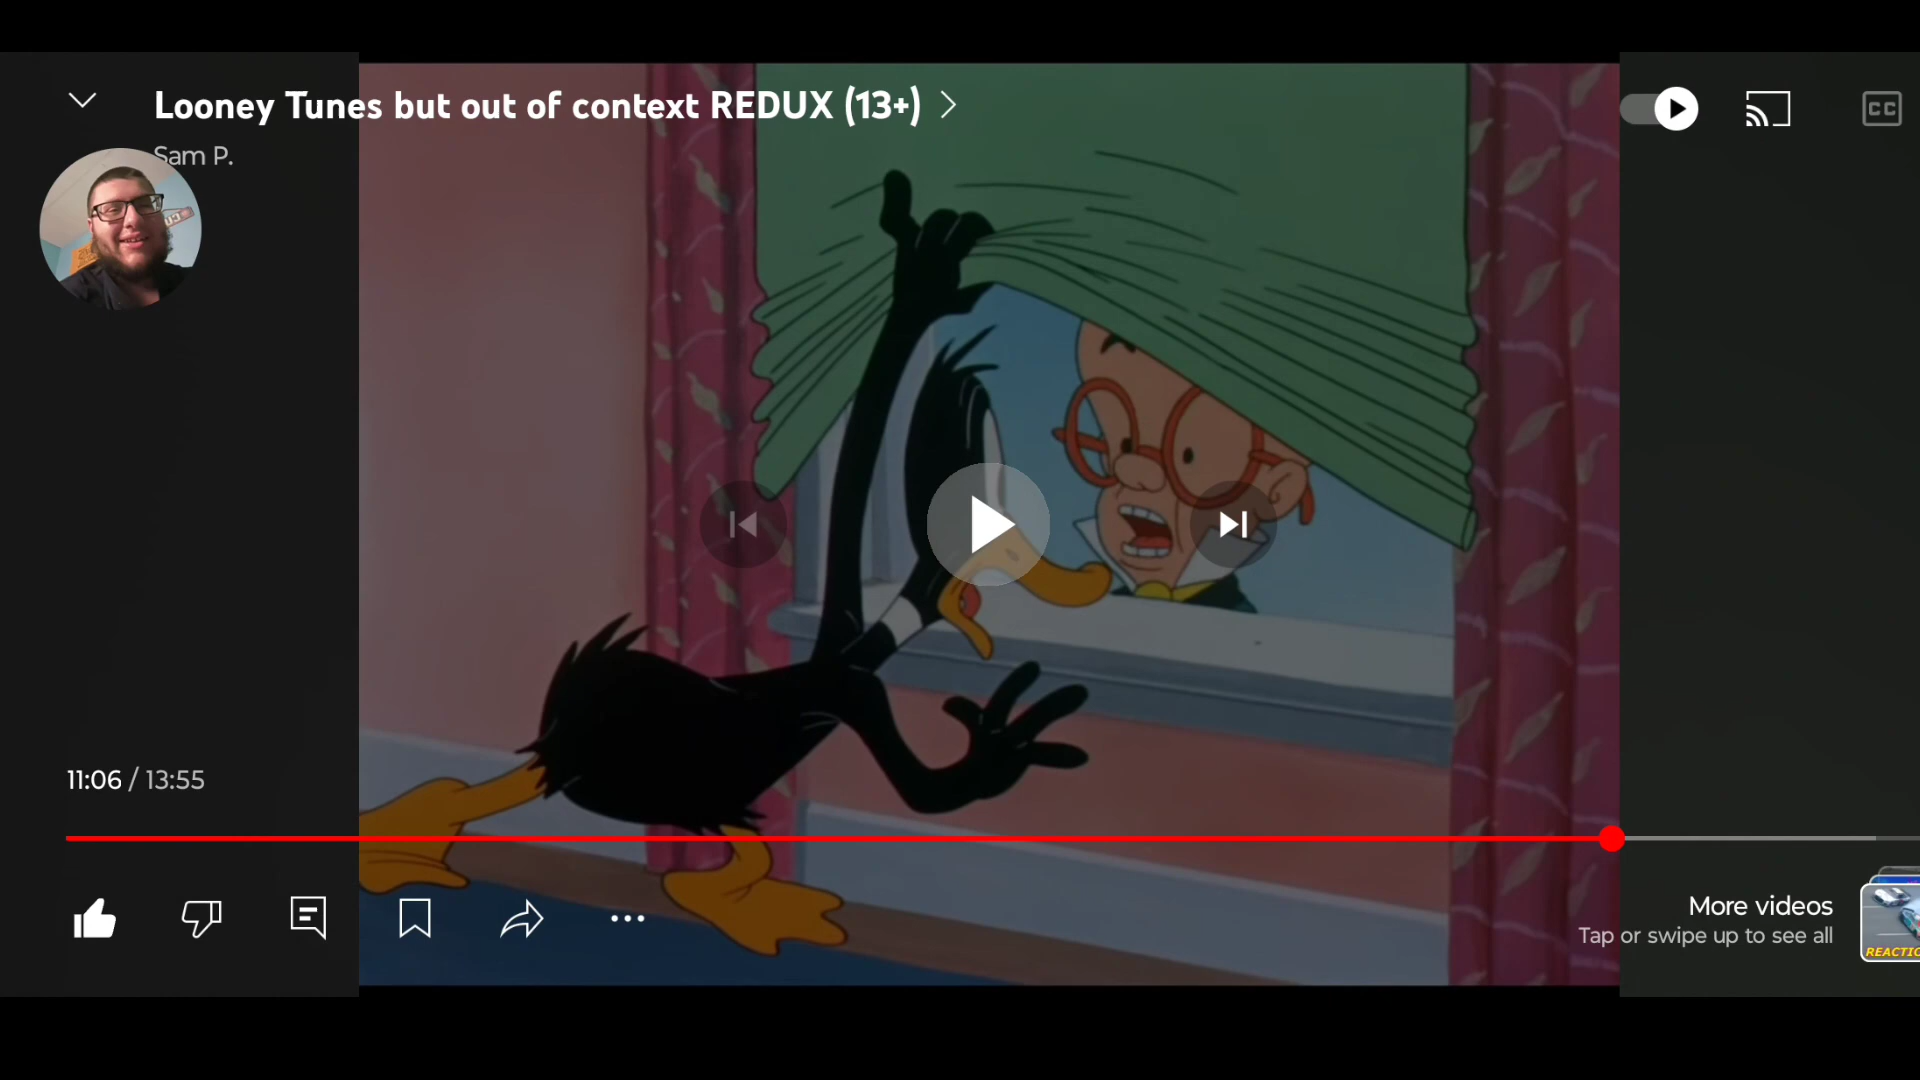 Looney Tunes but out of context REDUX (13+)
Sam P.
CC
11:06 / 13:55
More videos
Tap or swipe up to see all